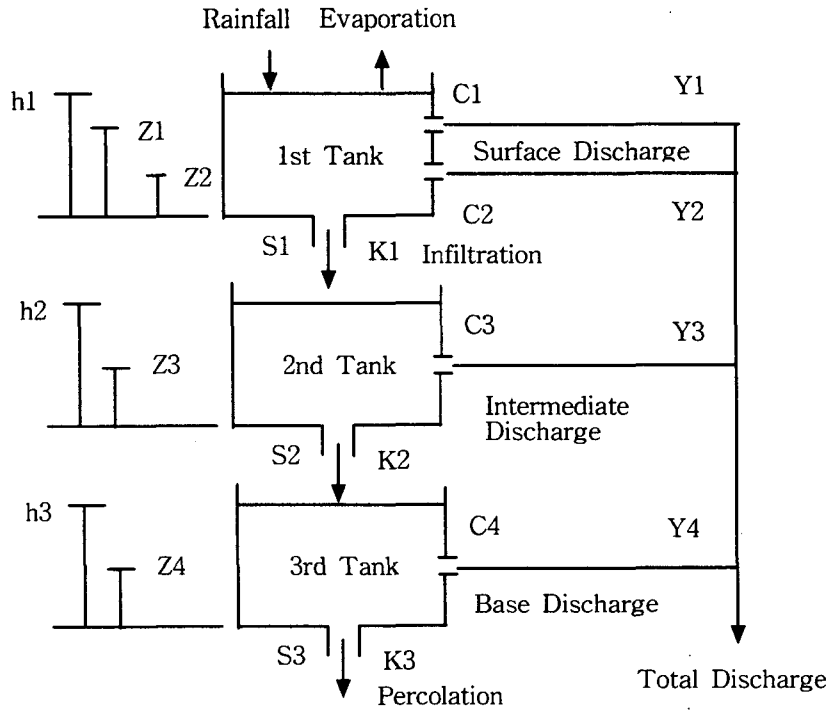 Rainfall Evaporation
h1
Z1
Z2
1st Tank
C1
Y1
Surface Discharge
C2
Y2
S1
K1
Infiltration
h2
Z3
2nd Tank
C3
Y3
Intermediate
Discharge
S2
K2
h3
Z4
3rd Tank
C4
Y4
Base Discharge
S3
K3
Percolation
Total Discharge